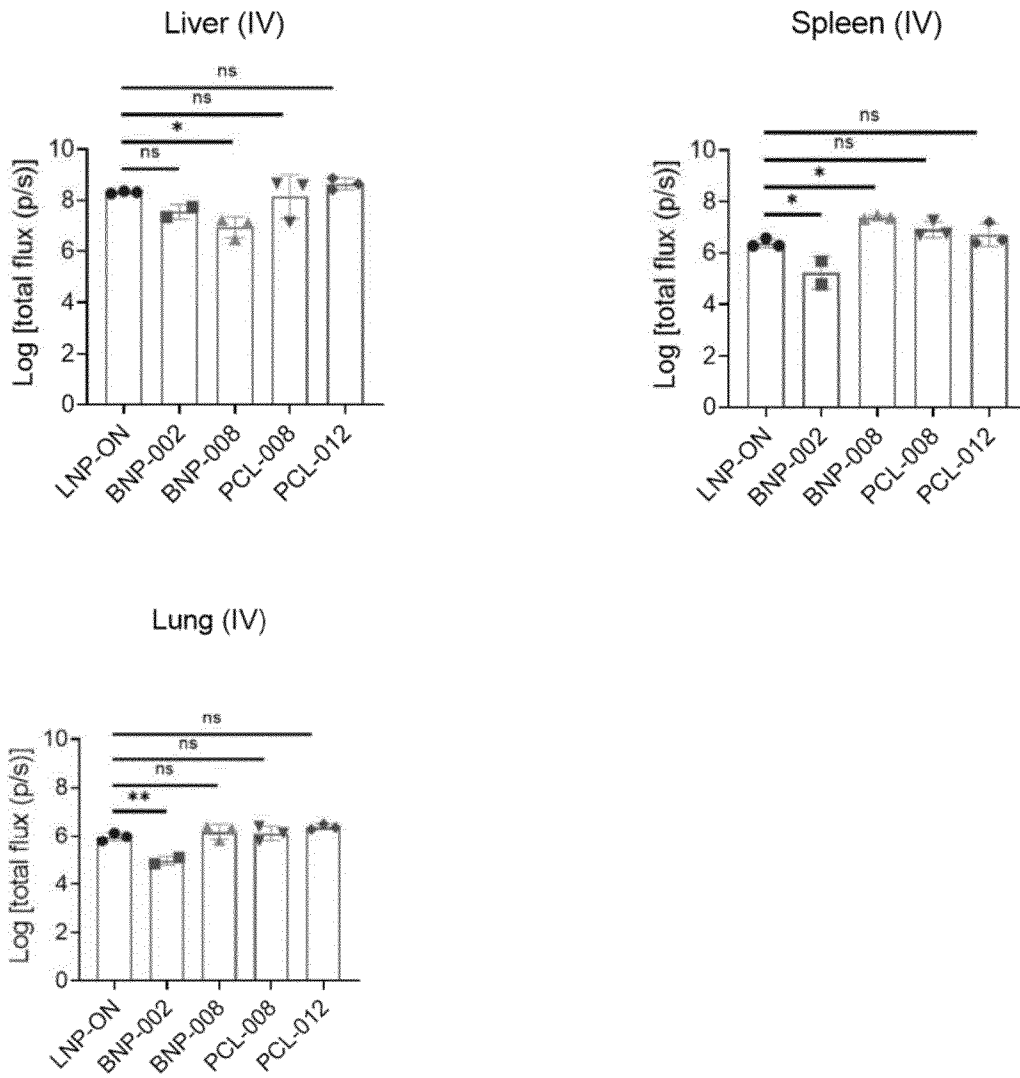 Liver (IV)
ns
ns
*
ns
Log [total flux (p/s)]
10
8
6
4
2
0
LNP-ON
BNP-002
BNP-008
PCL-008
PCL-012
Spleen (IV)
ns
ns
*
*
Log [total flux (p/s)]
10
8
6
4
2
0
LNP-ON
BNP-002
BNP-008
PCL-008
PCL-012
Lung (IV)
ns
ns
ns
**
Log [total flux (p/s)]
10
8
6
4
2
0
LNP-ON
BNP-002
BNP-008
PCL-008
PCL-012